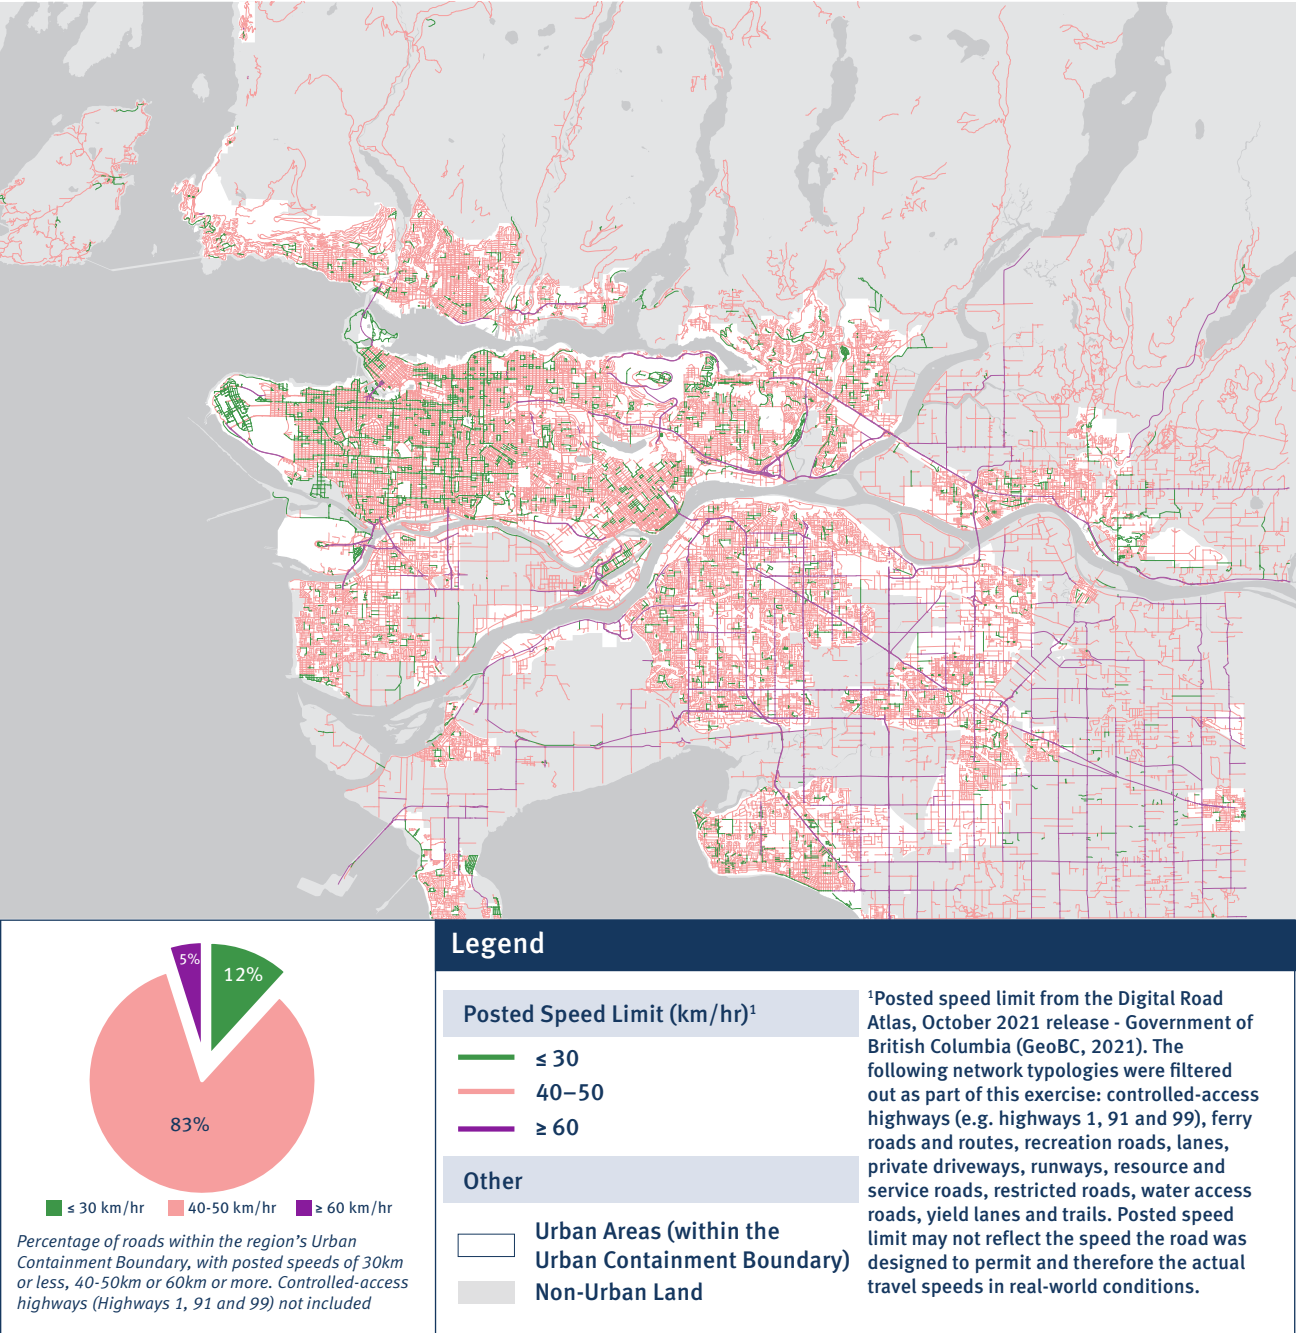 5%
12%
83%
≤ 30 km/hr
40-50 km/hr
≥ 60 km/hr
Percentage of roads within the region's Urban
Containment Boundary, with posted speeds of 30km
or less, 40-50km or 60km or more. Controlled-access
highways (Highways 1, 91 and 99) not included
Legend
Posted Speed Limit (km/hr)¹
≤ 30
40–50
≥ 60
Other
Urban Areas (within the
Urban Containment Boundary)
Non-Urban Land
¹Posted speed limit from the Digital Road
Atlas, October 2021 release - Government of
British Columbia (GeoBC, 2021). The
following network typologies were filtered
out as part of this exercise: controlled-access
highways (e.g. highways 1, 91 and 99), ferry
roads and routes, recreation roads, lanes,
private driveways, runways, resource and
service roads, restricted roads, water access
roads, yield lanes and trails. Posted speed
limit may not reflect the speed the road was
designed to permit and therefore the actual
travel speeds in real-world conditions.